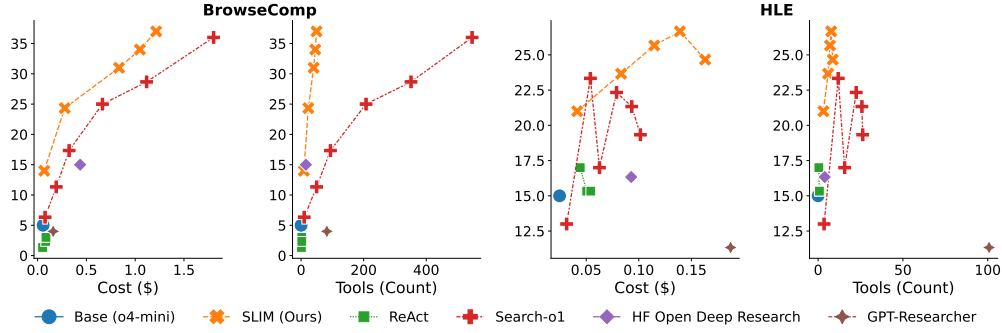 BrowseComp
HLE
35
30
25
20
15
10
5
0
0.0 0.5 1.0 1.5
Cost ($)
35
30
25
20
15
10
5
0
0 200 400
Tools (Count)
25.0
22.5
20.0
17.5
15.0
12.5
0.05 0.10 0.15
Cost ($)
25.0
22.5
20.0
17.5
15.0
12.5
0 50 100
Tools (Count)
Base (o4-mini) SLIM (Ours) ReAct Search-o1 HF Open Deep Research GPT-Researcher